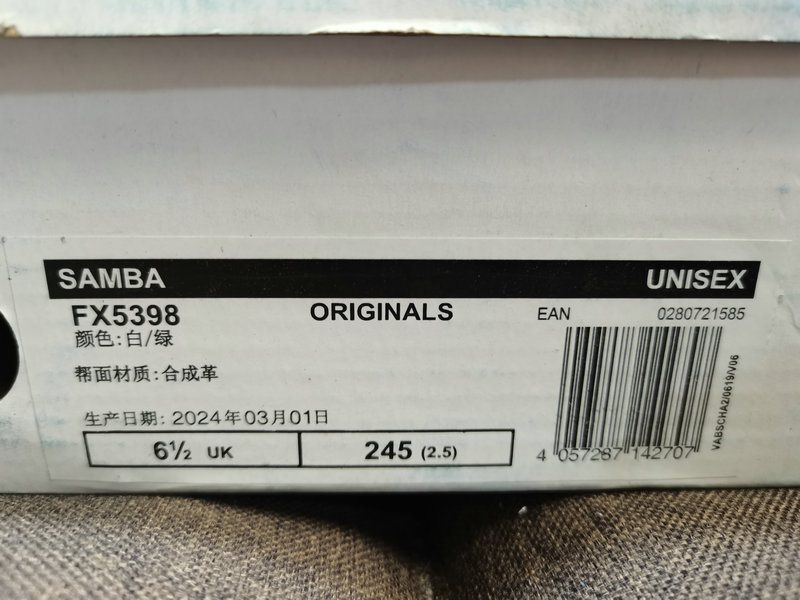 SAMBA UNISEX
FX5398 ORIGINALS EAN 0280721585
颜色:白/绿
帮面材质:合成革
生产日期: 2024年03月01日
6½ UK 245 (2.5)
4 057287 142707
VABSCHA2/0619/V06